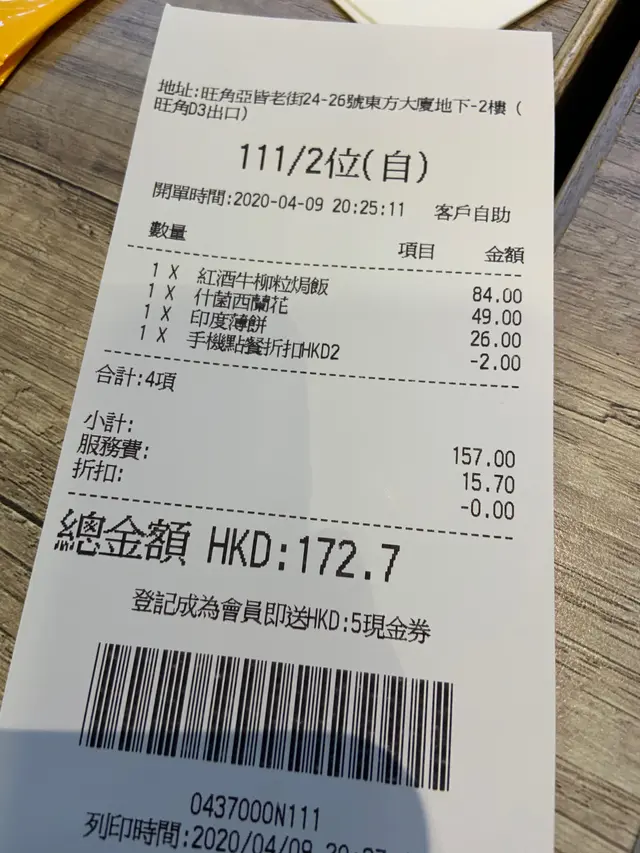 地址:旺角亞皆老街24-26號東方大廈地下-2樓(
旺角D3出口)
111/2位(自)
開單時間:2020-04-09 20:25:11 客戶自助
數量 項目 金額
1 X 紅酒牛柳粒焗飯 84.00
1 X 什菌西蘭花 49.00
1 X 印度薄餅 26.00
1 X 手機點餐折扣HKD2 -2.00
合計:4項
小計: 157.00
服務費: 15.70
折扣: -0.00
總金額 HKD:172.7
登記成為會員即送HKD:5現金券
0437000N111
列印時間:2020/04/09